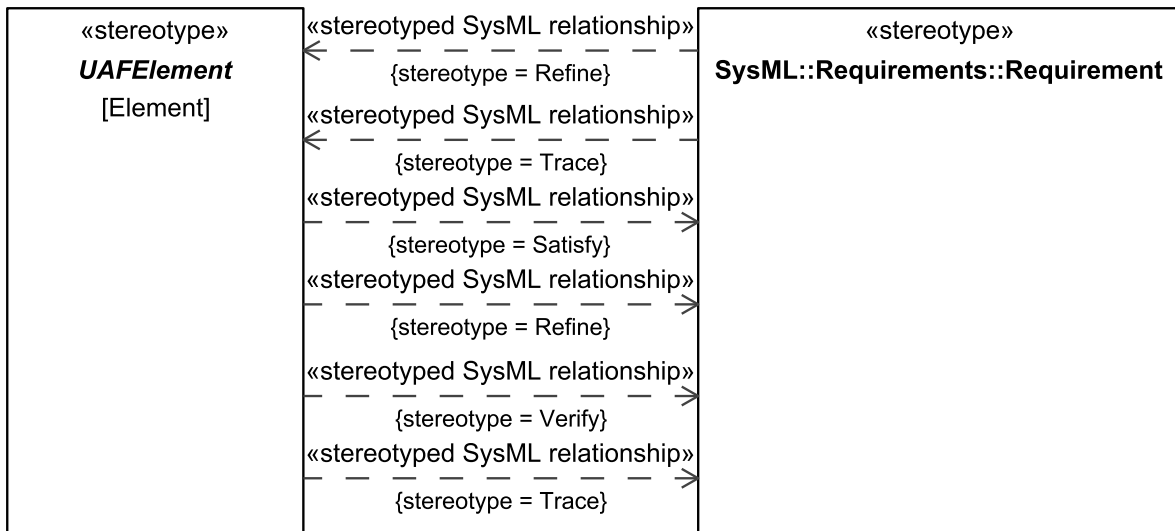 «stereotype»
UAFElement
[Element]
«stereotyped SysML relationship»
{stereotype = Refine}
«stereotyped SysML relationship»
{stereotype = Trace}
«stereotyped SysML relationship»
{stereotype = Satisfy}
«stereotyped SysML relationship»
{stereotype = Refine}
«stereotyped SysML relationship»
{stereotype = Verify}
«stereotyped SysML relationship»
{stereotype = Trace}
«stereotype»
SysML::Requirements::Requirement